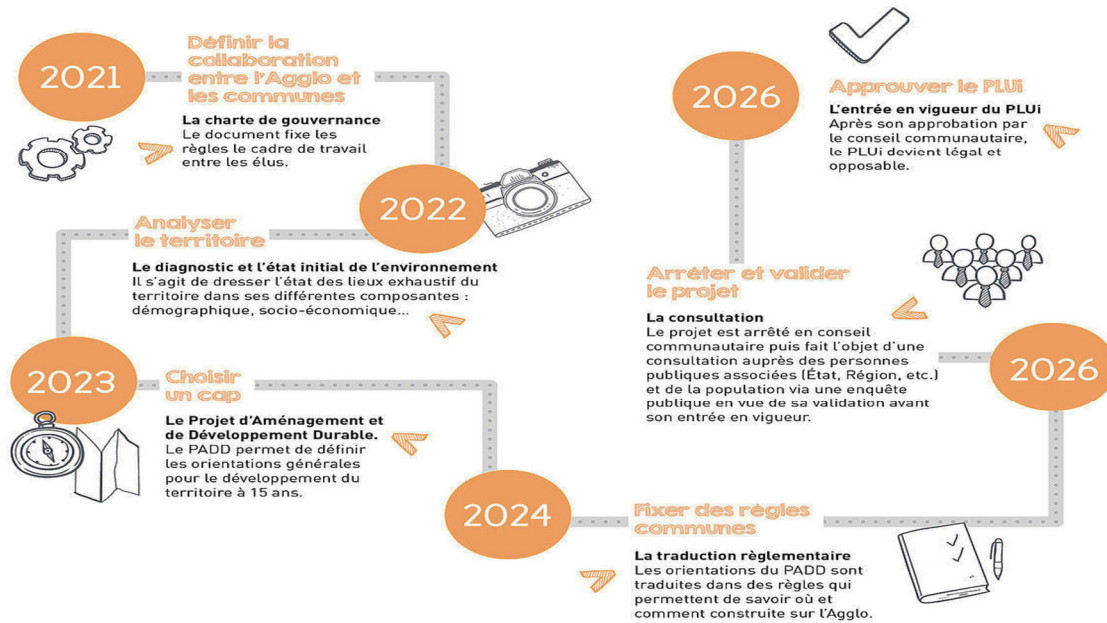 2021
Définir la
collaboration
entre l'Agglo et
les communes
La charte de gouvernance
Le document fixe les
règles le cadre de travail
entre les élus.
2022
Analyser
le territoire
Le diagnostic et l'état initial de l'environnement
Il s'agit de dresser l'état des lieux exhaustif du
territoire dans ses différentes composantes :
démographique, socio-économique...
2023
Choisir
un cap
Le Projet d'Aménagement et
de Développement Durable.
Le PADD permet de définir
les orientations générales
pour le développement du
territoire à 15 ans.
2024
Fixer des règles
communes
La traduction règlementaire
Les orientations du PADD sont
traduites dans des règles qui
permettent de savoir où et
comment construite sur l'Agglo.
2026
Arrêter et valider
le projet
La consultation
Le projet est arrêté en conseil
communautaire puis fait l'objet d'une
consultation auprès des personnes
publiques associées (État, Région, etc.)
et de la population via une enquête
publique en vue de sa validation avant
son entrée en vigueur.
2026
Approuver le PLUi
L'entrée en vigueur du PLUi
Après son approbation par
le conseil communautaire,
le PLUi devient légal et
opposable.